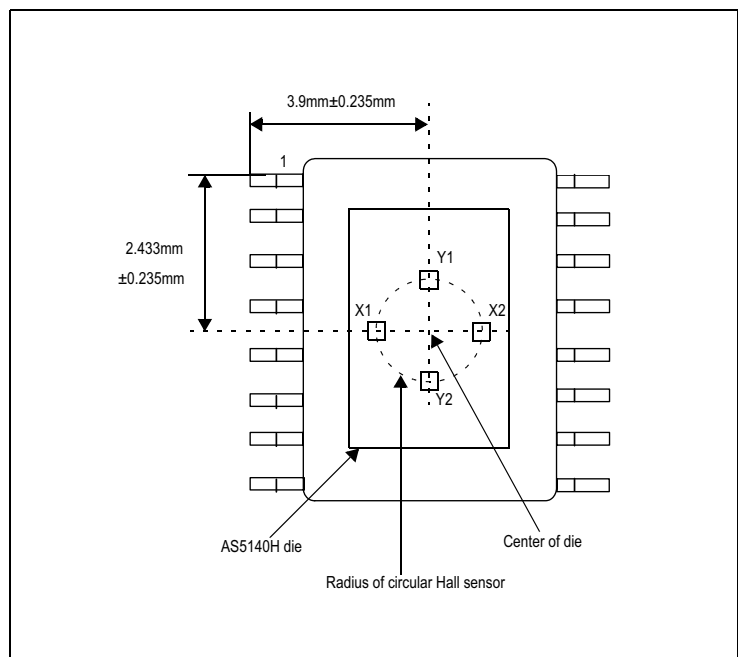 3.9mm±0.235mm
1
2.433mm
±0.235mm
Y1
X1
X2
Y2
AS5140H die
Center of die
Radius of circular Hall sensor